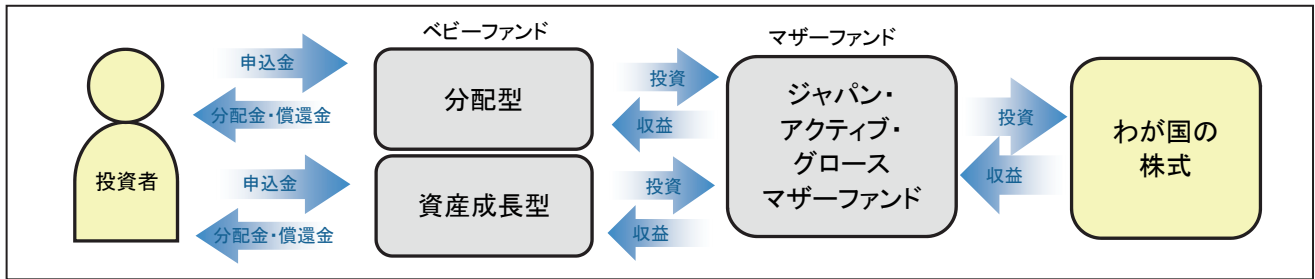 ベビーファンド
マザーファンド
申込金
分配金・償還金
投資者
申込金
分配金・償還金
分配型
資産成長型
投資
収益
投資
収益
ジャパン・
アクティブ・
グロース
マザーファンド
投資
収益
わが国の
株式